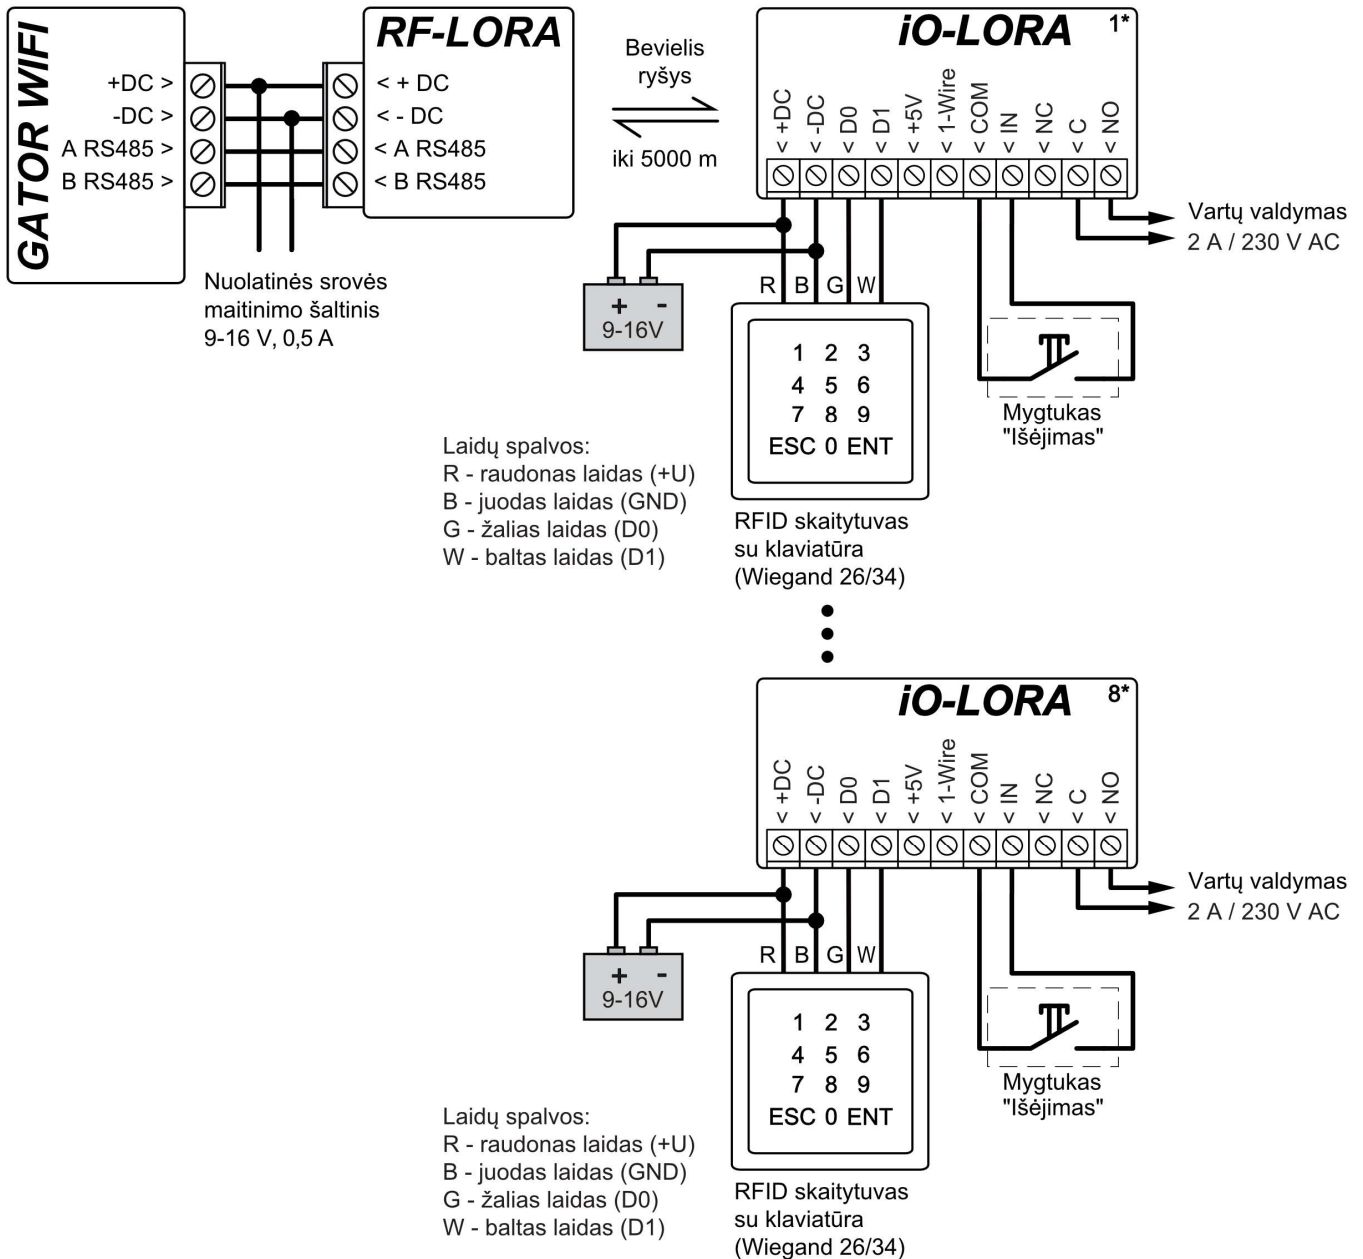 GATOR WIFI
+DC >
-DC >
A RS485 >
B RS485 >
RF-LORA
< + DC
< - DC
< A RS485
< B RS485
Nuolatinės srovės
maitinimo šaltinis
9-16 V, 0,5 A
Bevielis
ryšys
iki 5000 m
iO-LORA 1*
< +DC
< -DC
< D0
< D1
< +5V
< 1-Wire
< COM
< IN
< NC
< C
< NO
Vartų valdymas
2 A / 230 V AC
+ -
9-16V
R B G W
1 2 3
4 5 6
7 8 9
ESC 0 ENT
Mygtukas
"Išėjimas"
Laidų spalvos:
R - raudonas laidas (+U)
B - juodas laidas (GND)
G - žalias laidas (D0)
W - baltas laidas (D1)
RFID skaitytuvas
su klaviatūra
(Wiegand 26/34)
iO-LORA 8*
< +DC
< -DC
< D0
< D1
< +5V
< 1-Wire
< COM
< IN
< NC
< C
< NO
Vartų valdymas
2 A / 230 V AC
+ -
9-16V
R B G W
1 2 3
4 5 6
7 8 9
ESC 0 ENT
Mygtukas
"Išėjimas"
Laidų spalvos:
R - raudonas laidas (+U)
B - juodas laidas (GND)
G - žalias laidas (D0)
W - baltas laidas (D1)
RFID skaitytuvas
su klaviatūra
(Wiegand 26/34)